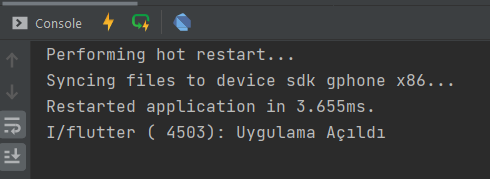 Console
Performing hot restart...
Syncing files to device sdk gphone x86...
Restarted application in 3.655ms.
I/flutter ( 4503): Uygulama Açıldı